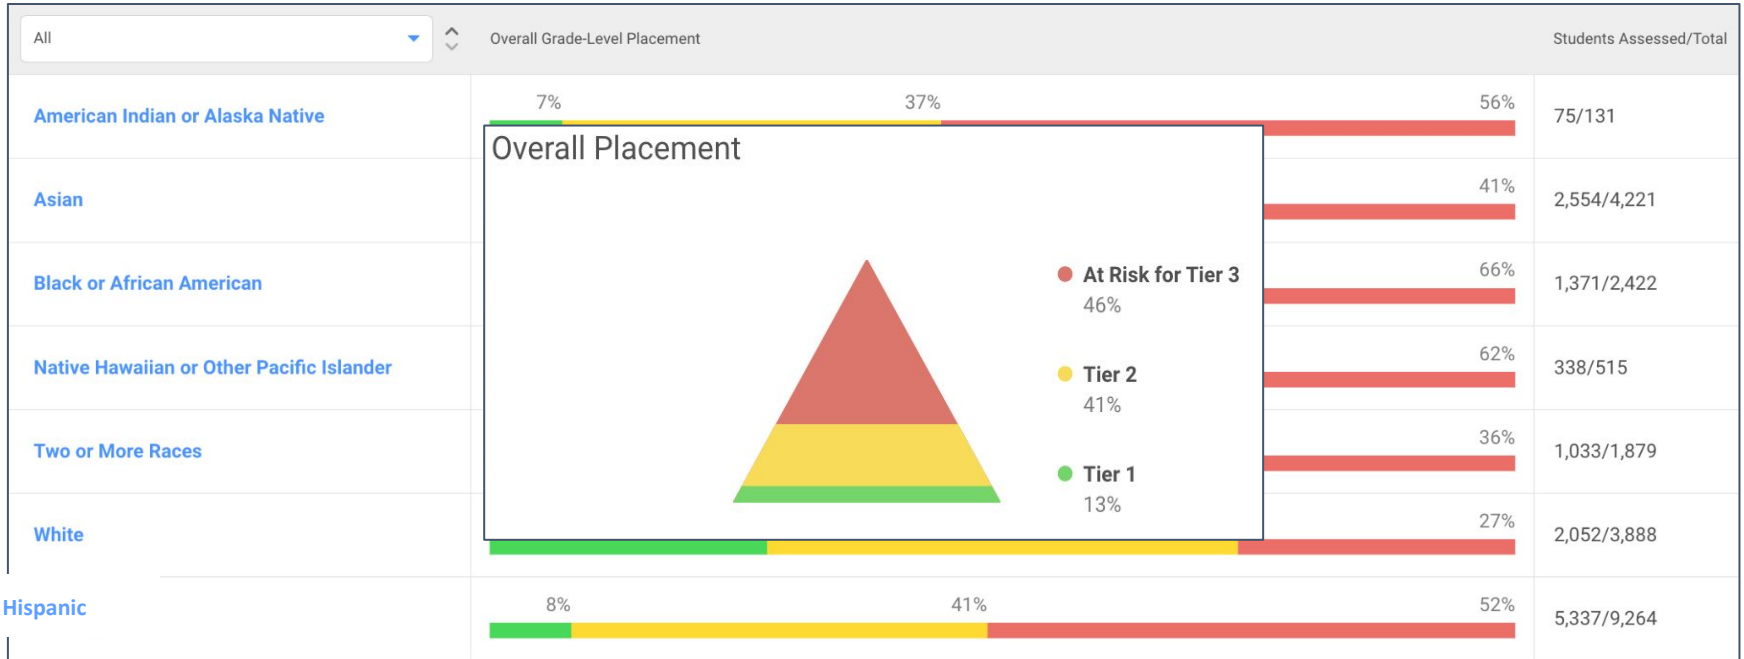 All
Overall Grade-Level Placement
Students Assessed/Total
American Indian or Alaska Native
7%
37%
56%
75/131
Overall Placement
Asian
41%
2,554/4,221
Black or African American
66%
1,371/2,422
At Risk for Tier 3
46%
Native Hawaiian or Other Pacific Islander
62%
338/515
Tier 2
41%
Two or More Races
36%
1,033/1,879
Tier 1
13%
White
27%
2,052/3,888
Hispanic
8%
41%
52%
5,337/9,264